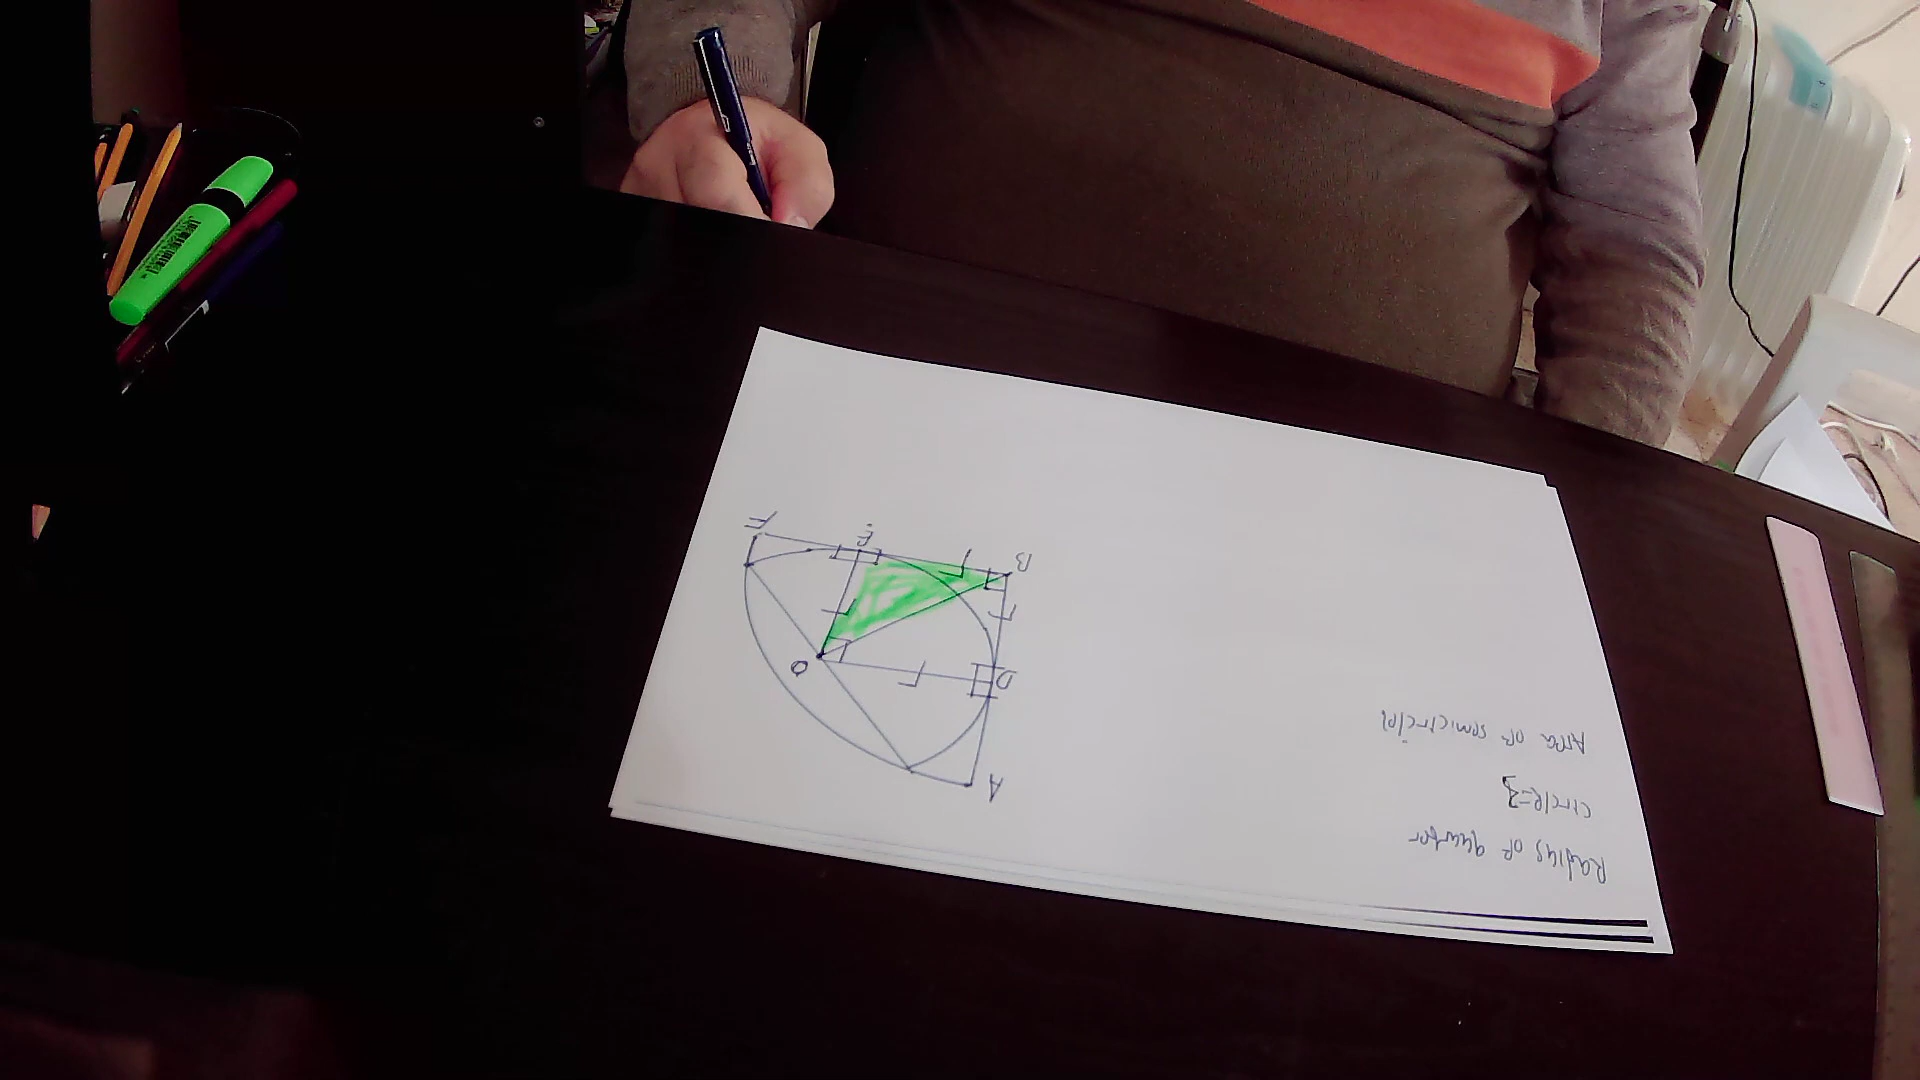 Radius of quarter
circle=3
Area of semicircle?
A
D
O
r
r
r
B
r
E
F